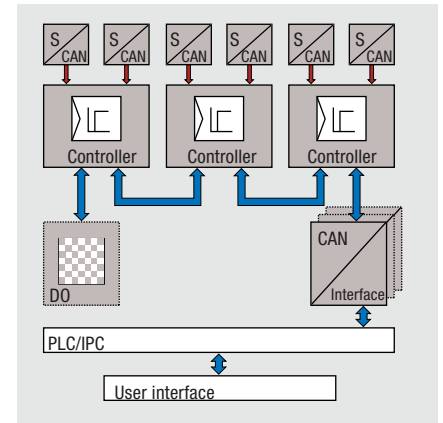 S CAN S CAN S CAN S CAN S CAN S CAN
Controller Controller Controller
DO
CAN
Interface
PLC/IPC
User interface